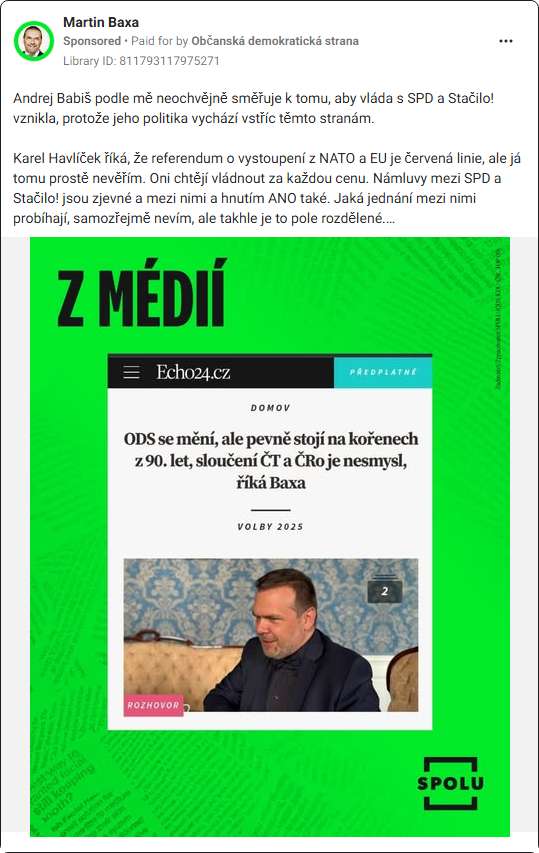 Martin Baxa
Sponsored • Paid for by Občanská demokratická strana
Library ID: 811793117975271
Andrej Babiš podle mě neochvějně směřuje k tomu, aby vláda s SPD a Stačilo!
vznikla, protože jeho politika vychází vstříc těmto stranám.
Karel Havlíček říká, že referendum o vystoupení z NATO a EU je červená linie, ale já
tomu prostě nevěřím. Oni chtějí vládnout za každou cenu. Námluvy mezi SPD a
Stačilo! jsou zjevné a mezi nimi a hnutím ANO také. Jaká jednání mezi nimi
probíhají, samozřejmě nevím, ale takhle je to pole rozdělené....
Z MÉDIÍ
Echo24.cz
PŘEDPLATNÉ
DOMOV
ODS se mění, ale pevně stojí na kořenech
z 90. let, sloučení ČT a ČRo je nesmysl,
říká Baxa
VOLBY 2025
2
ROZHOVOR
SPOLU